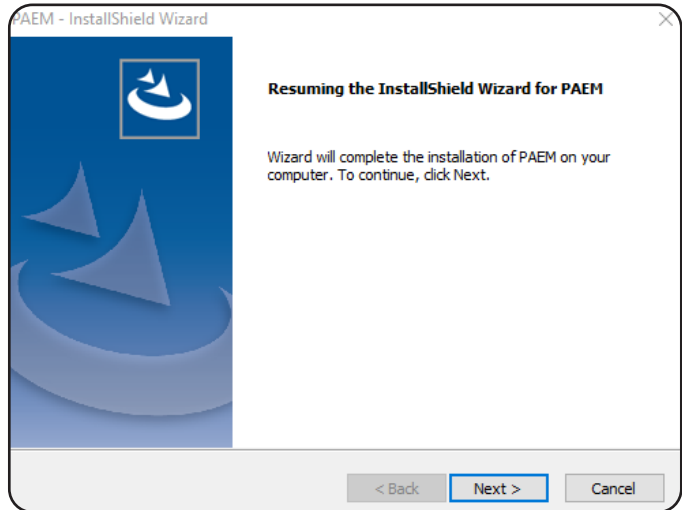 PAEM - InstallShield Wizard
Resuming the InstallShield Wizard for PAEM
Wizard will complete the installation of PAEM on your
computer. To continue, click Next.
< Back
Next >
Cancel